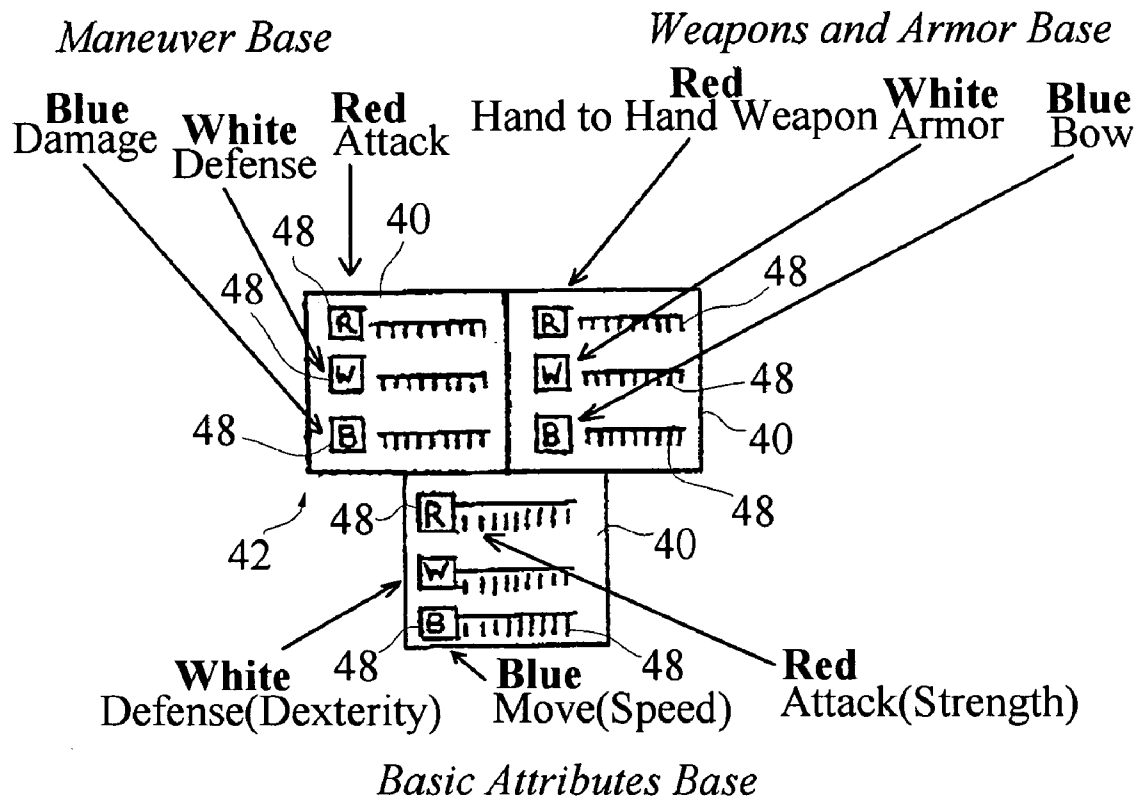 Maneuver Base
Weapons and Armor Base
Blue
Damage
White
Defense
Red
Attack
Red
Hand to Hand Weapon
White
Armor
Blue
Bow
48
40
48
48
R
R
48
W
W
48
48
B
B
40
48
42
48
R
40
W
48
B
48
White
Defense(Dexterity)
Blue
Move(Speed)
Red
Attack(Strength)
Basic Attributes Base